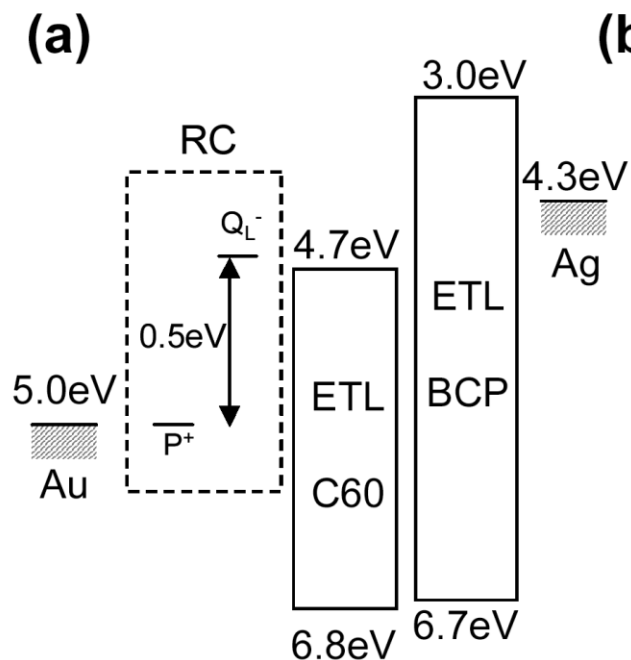 (a)
(b
3.0eV
RC
4.3eV
Q_L^-
4.7eV
Ag
ETL
0.5eV
5.0eV
ETL
BCP
P^+
Au
C60
6.8eV
6.7eV